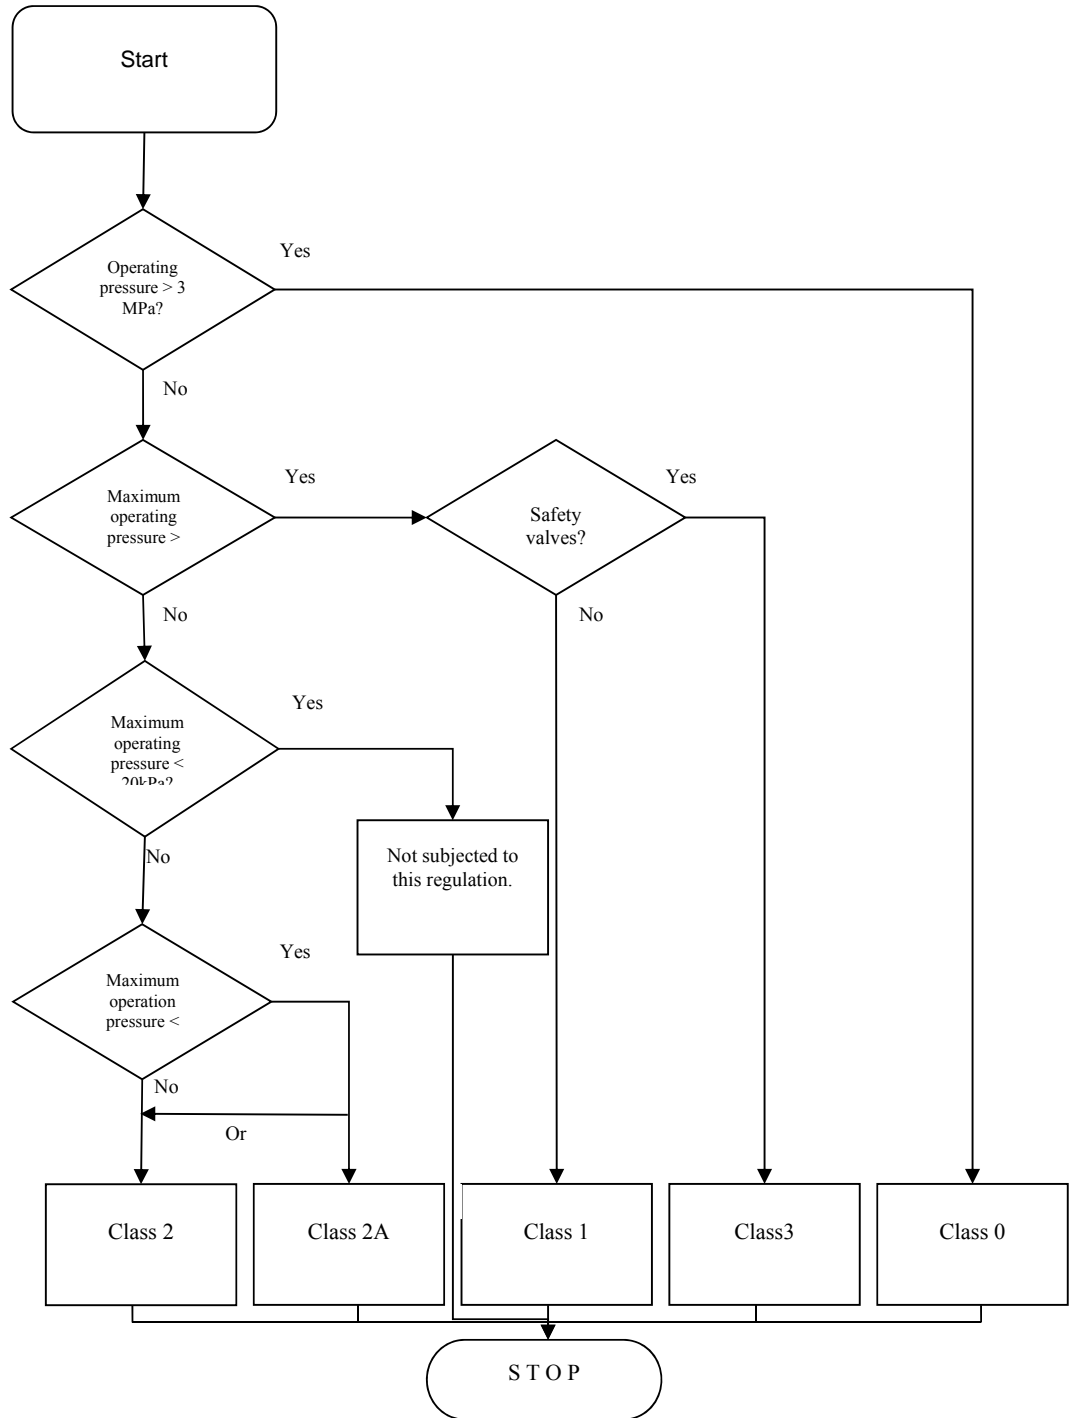 Start
Yes
Operating
pressure > 3
MPa?
No
Yes
Yes
Maximum
operating
pressure >
Safety
valves?
No
No
Yes
Maximum
operating
pressure <
20kPa?
No
Not subjected to
this regulation.
Yes
Maximum
operation
pressure <
No
Or
Class 2
Class 2A
Class 1
Class3
Class 0
S T O P